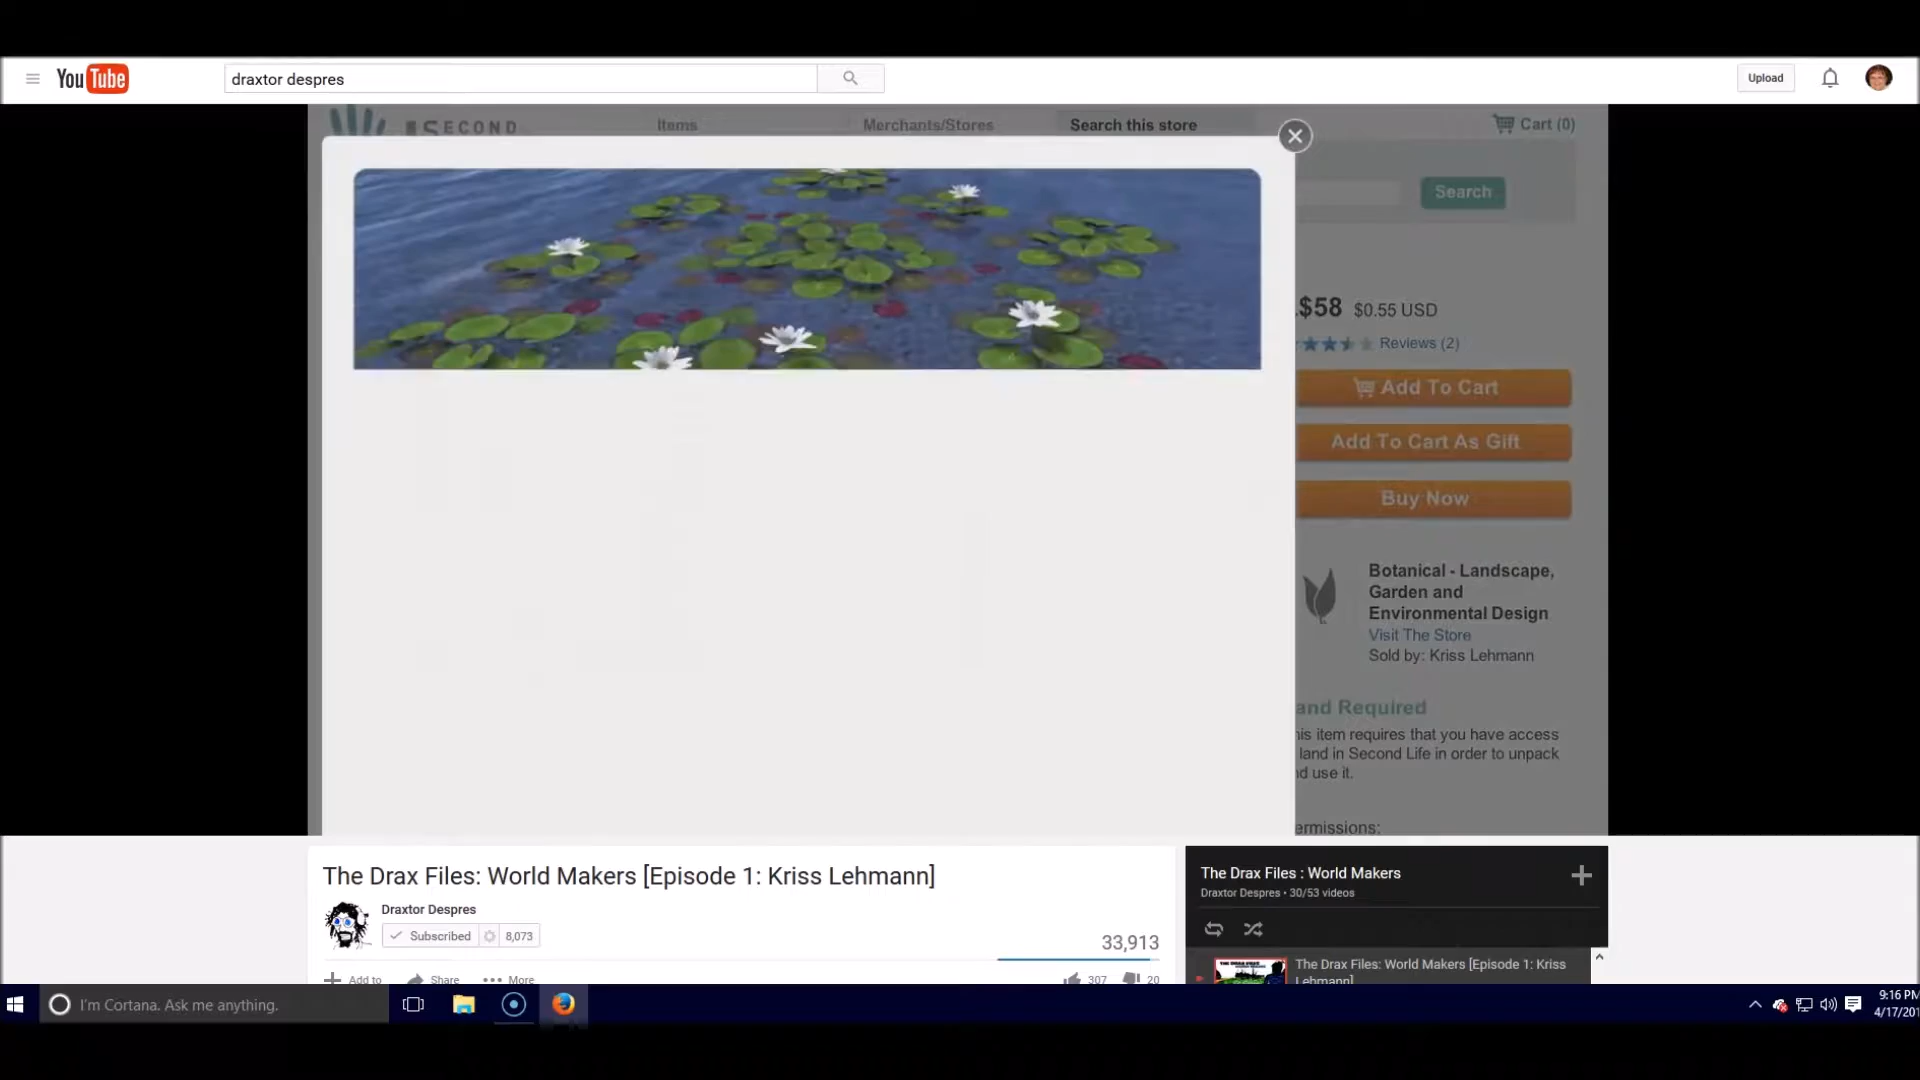 YouTube
draxtor despres
Upload
SECOND
Items
Merchants/Stores
Search this store
Cart (0)
Search
$58 $0.55 USD
Reviews (2)
Add To Cart
Add To Cart As Gift
Buy Now
Botanical - Landscape,
Garden and
Environmental Design
Visit The Store
Sold by: Kriss Lehmann
and Required
is item requires that you have access
land in Second Life in order to unpack
d use it.
ermissions:
The Drax Files: World Makers [Episode 1: Kriss Lehmann]
Draxtor Despres
Subscribed 8,073
33,913
Add to Share More
307 20
The Drax Files : World Makers
Draxtor Despres • 30/53 videos
The Drax Files: World Makers [Episode 1: Kriss
Lehmann]
I'm Cortana. Ask me anything.
9:16 PM
4/17/201